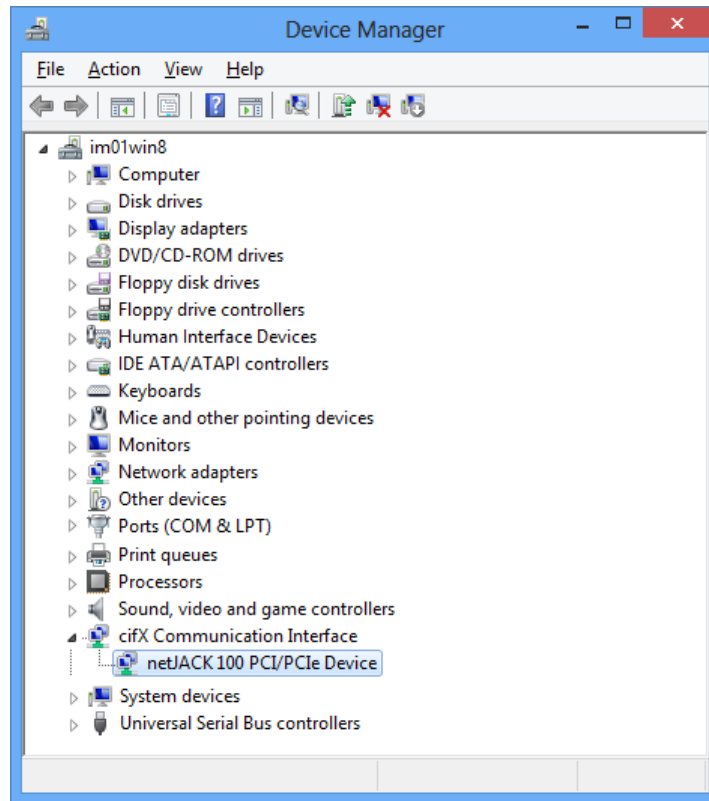 Device Manager
File Action View Help
im01win8
Computer
Disk drives
Display adapters
DVD/CD-ROM drives
Floppy disk drives
Floppy drive controllers
Human Interface Devices
IDE ATA/ATAPI controllers
Keyboards
Mice and other pointing devices
Monitors
Network adapters
Other devices
Ports (COM & LPT)
Print queues
Processors
Sound, video and game controllers
cifX Communication Interface
netJACK 100 PCI/PCIe Device
System devices
Universal Serial Bus controllers